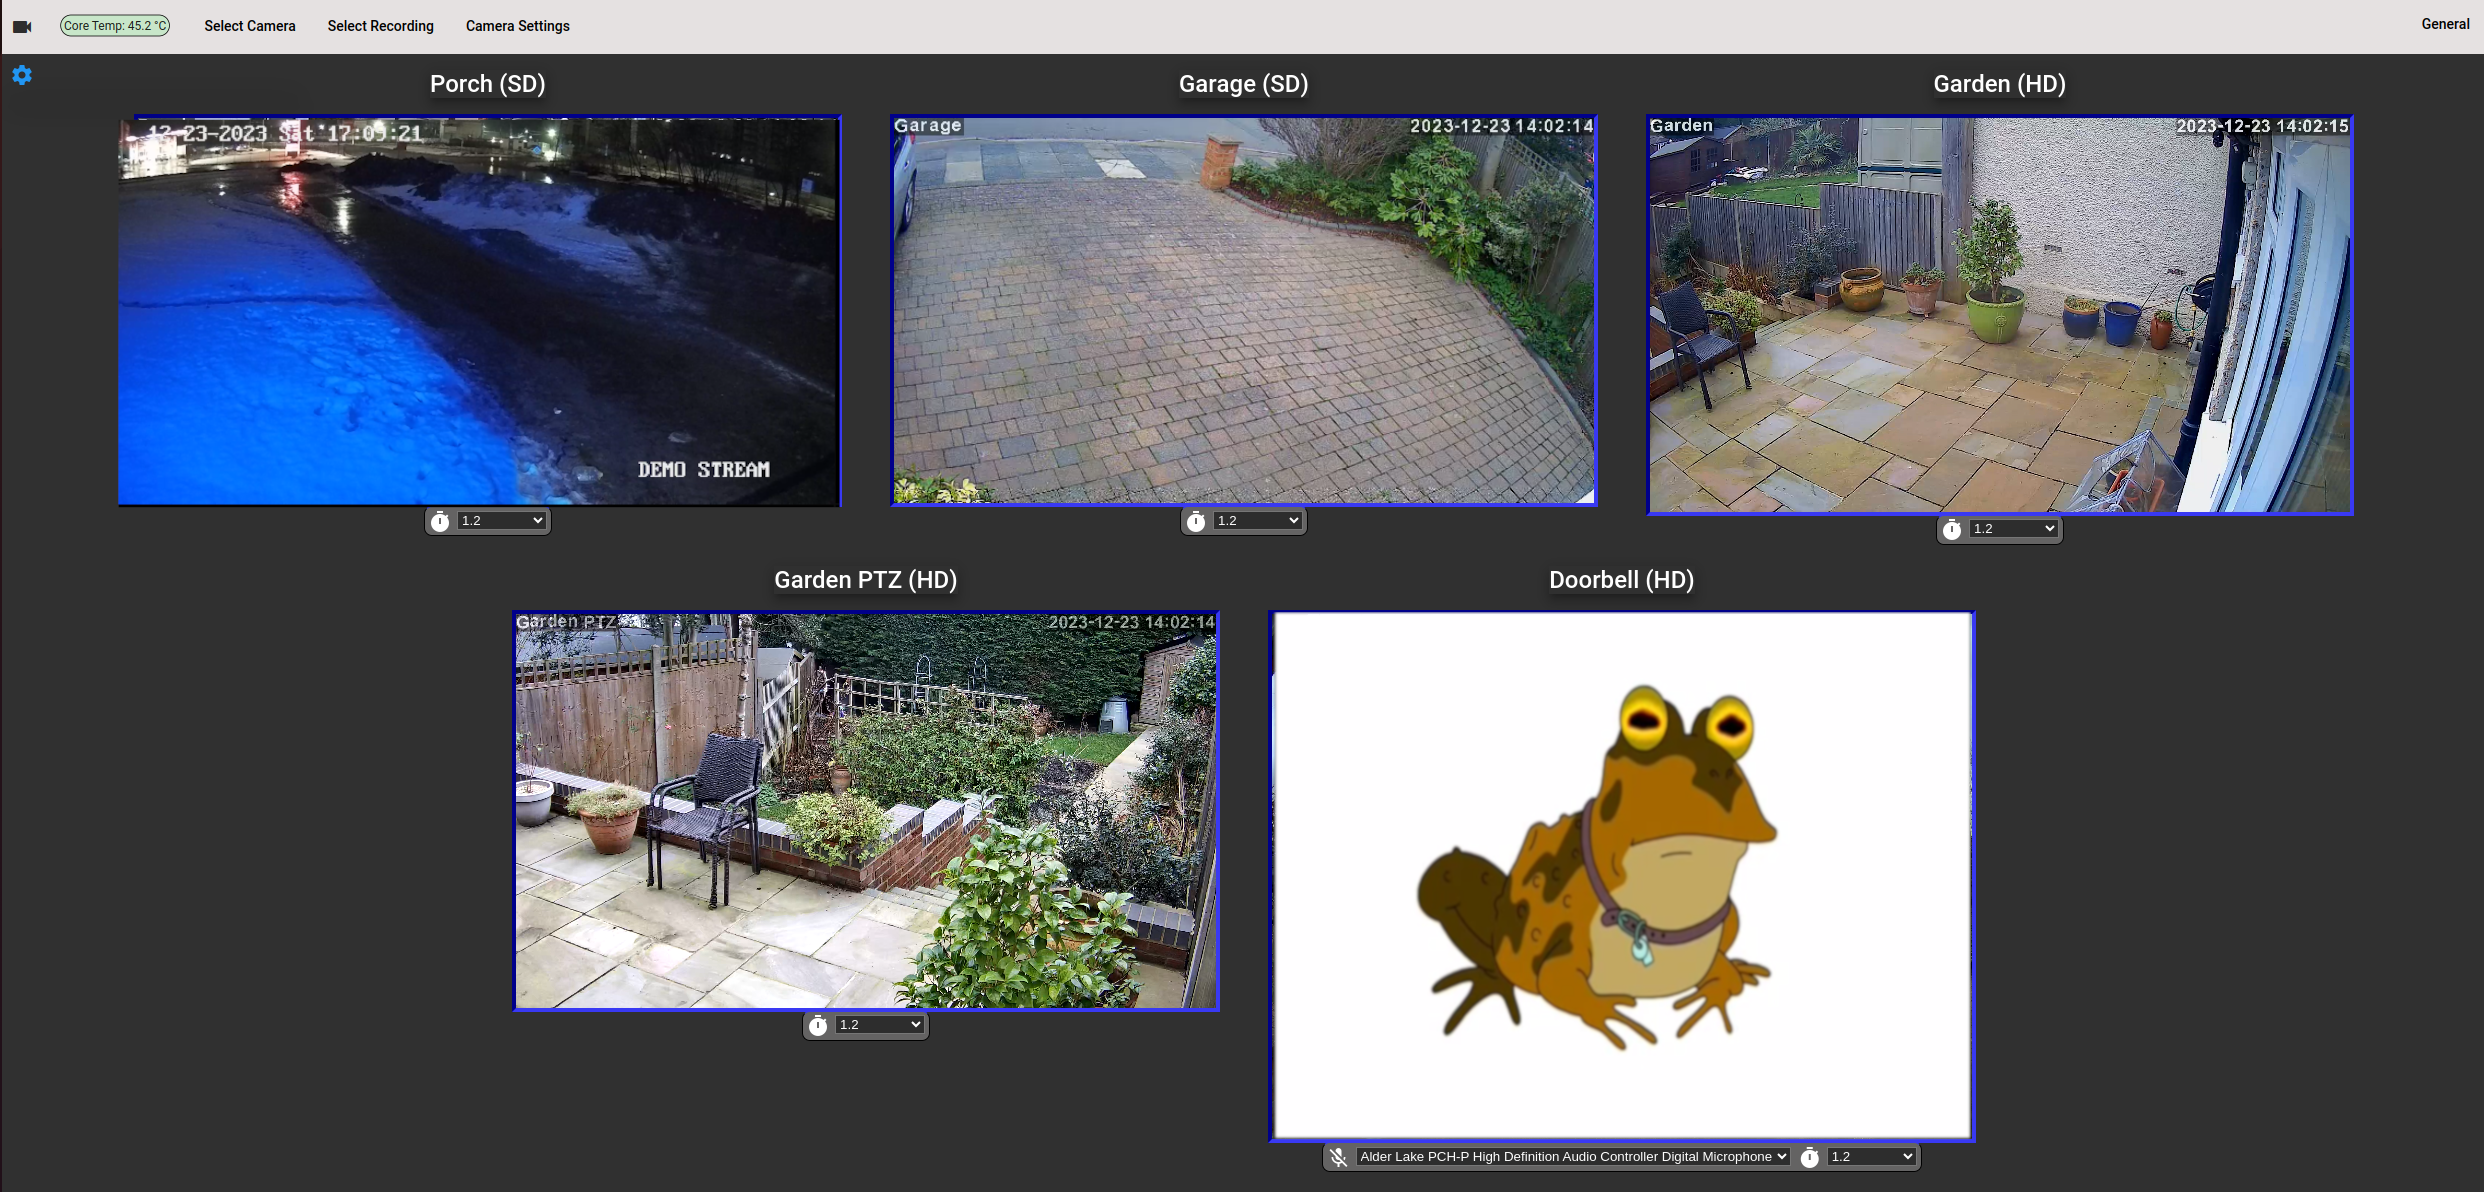 Core Temp: 45.2 °C
Select Camera
Select Recording
Camera Settings
General
Porch (SD)
Garage (SD)
Garden (HD)
12-23-2023 Sat 17:09:21
DEMO STREAM
Garage
2023-12-23 14:02:14
Garden
2023-12-23 14:02:15
1.2
1.2
1.2
Garden PTZ (HD)
Doorbell (HD)
Garden PTZ
2023-12-23 14:02:14
1.2
Alder Lake PCH-P High Definition Audio Controller Digital Microphone
1.2